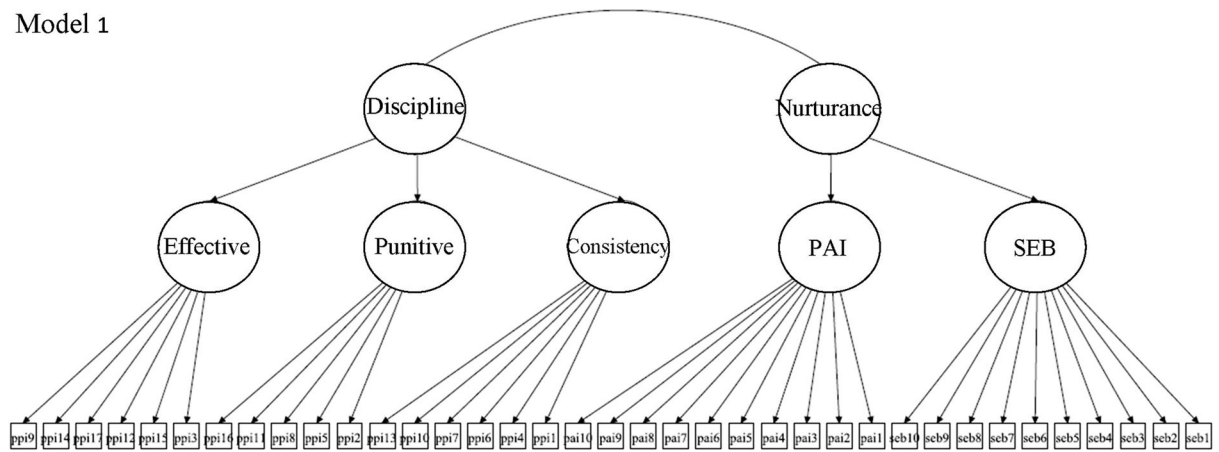 Model 1
Discipline Nurturance
Effective Punitive Consistency PAI SEB
ppi9 ppi14 ppi17 ppi12 ppi15 ppi3 ppi16 ppi11 ppi8 ppi5 ppi2 ppi13 ppi10 ppi7 ppi6 ppi4 ppi1 pai10 pai9 pai8 pai7 pai6 pai5 pai4 pai3 pai2 pai1 seb10 seb9 seb8 seb7 seb6 seb5 seb4 seb3 seb2 seb1